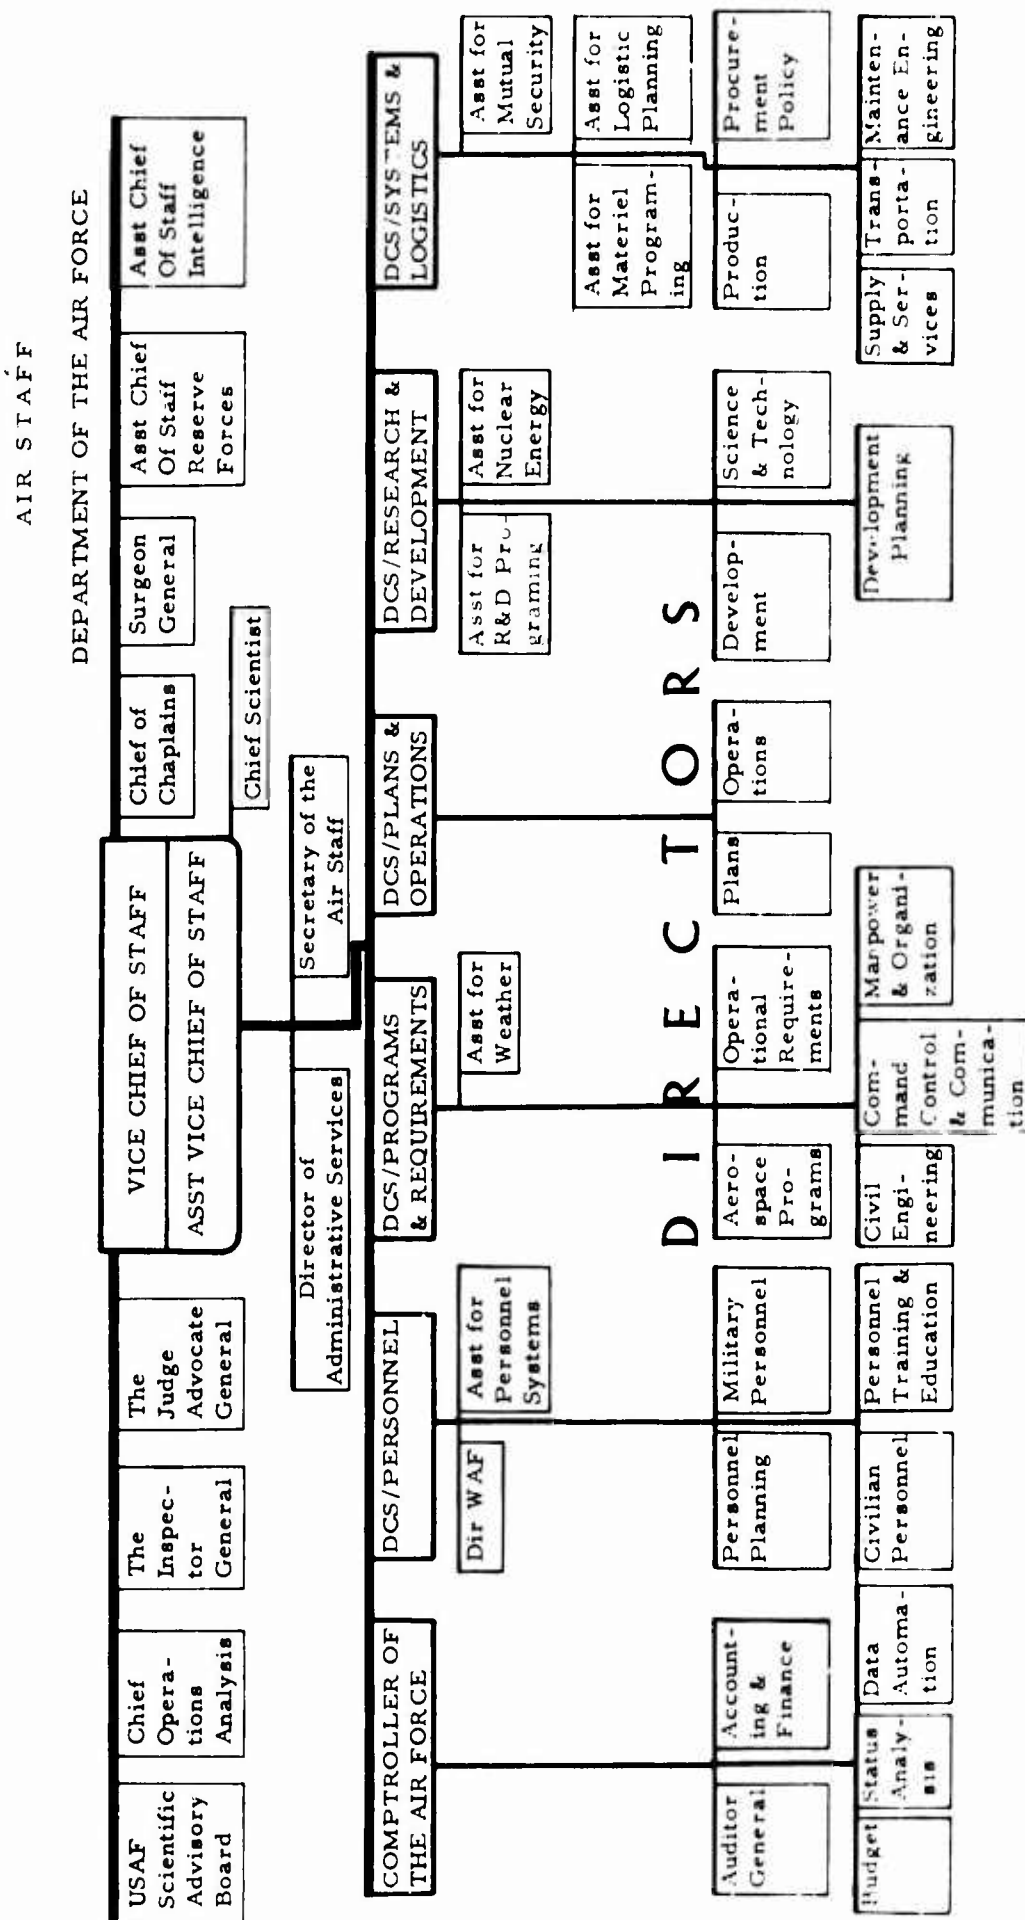 AIR STAFF
DEPARTMENT OF THE AIR FORCE
VICE CHIEF OF STAFF
ASST VICE CHIEF OF STAFF
USAF
Scientific
Advisory
Board
Chief
Opera-
tions
Analysis
The
Inspec-
tor
General
The
Judge
Advocate
General
Chief of
Chaplains
Surgeon
General
Asst Chief
Of Staff
Reserve
Forces
Asst Chief
Of Staff
Intelligence
Chief Scientist
Director of
Administrative Services
Secretary of the
Air Staff
COMPTROLLER OF
THE AIR FORCE
DCS/PERSONNEL
DCS/PROGRAMS
& REQUIREMENTS
DCS/PLANS &
OPERATIONS
DCS/RESEARCH &
DEVELOPMENT
DCS/SYSTEMS &
LOGISTICS
Dir WAF
Asst for
Personnel
Systems
Asst for
Weather
Asst for
R&D Pro-
graming
Asst for
Nuclear
Energy
Asst for
Mutual
Security
Asst for
Materiel
Program-
ing
Asst for
Logistic
Planning
DIRECTORS
Auditor
General
Account-
ing &
Finance
Personnel
Planning
Military
Personnel
Aero-
space
Pro-
grams
Opera-
tional
Require-
ments
Plans
Opera-
tions
Develop-
ment
Science
& Tech-
nology
Produc-
tion
Procure-
ment
Policy
Budget
Status
Analy-
sis
Data
Automa-
tion
Civilian
Personnel
Personnel
Training &
Education
Civil
Engi-
neering
Com-
mand
Control
& Com-
munica-
tion
Manpower
& Organi-
zation
Development
Planning
Supply
& Ser-
vices
Trans-
porta-
tion
Mainten-
ance En-
gineering